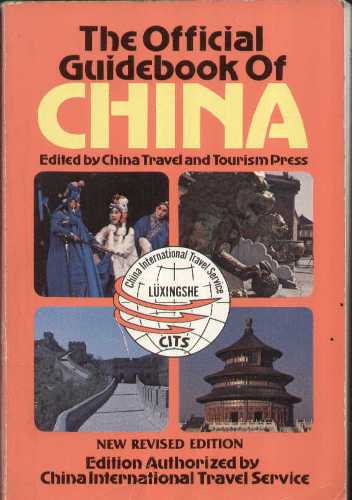 The Official
Guidebook Of
CHINA
Edited by China Travel and Tourism Press
China International Travel Service
LÜXINGSHE
CITS
NEW REVISED EDITION
Edition Authorized by
China International Travel Service